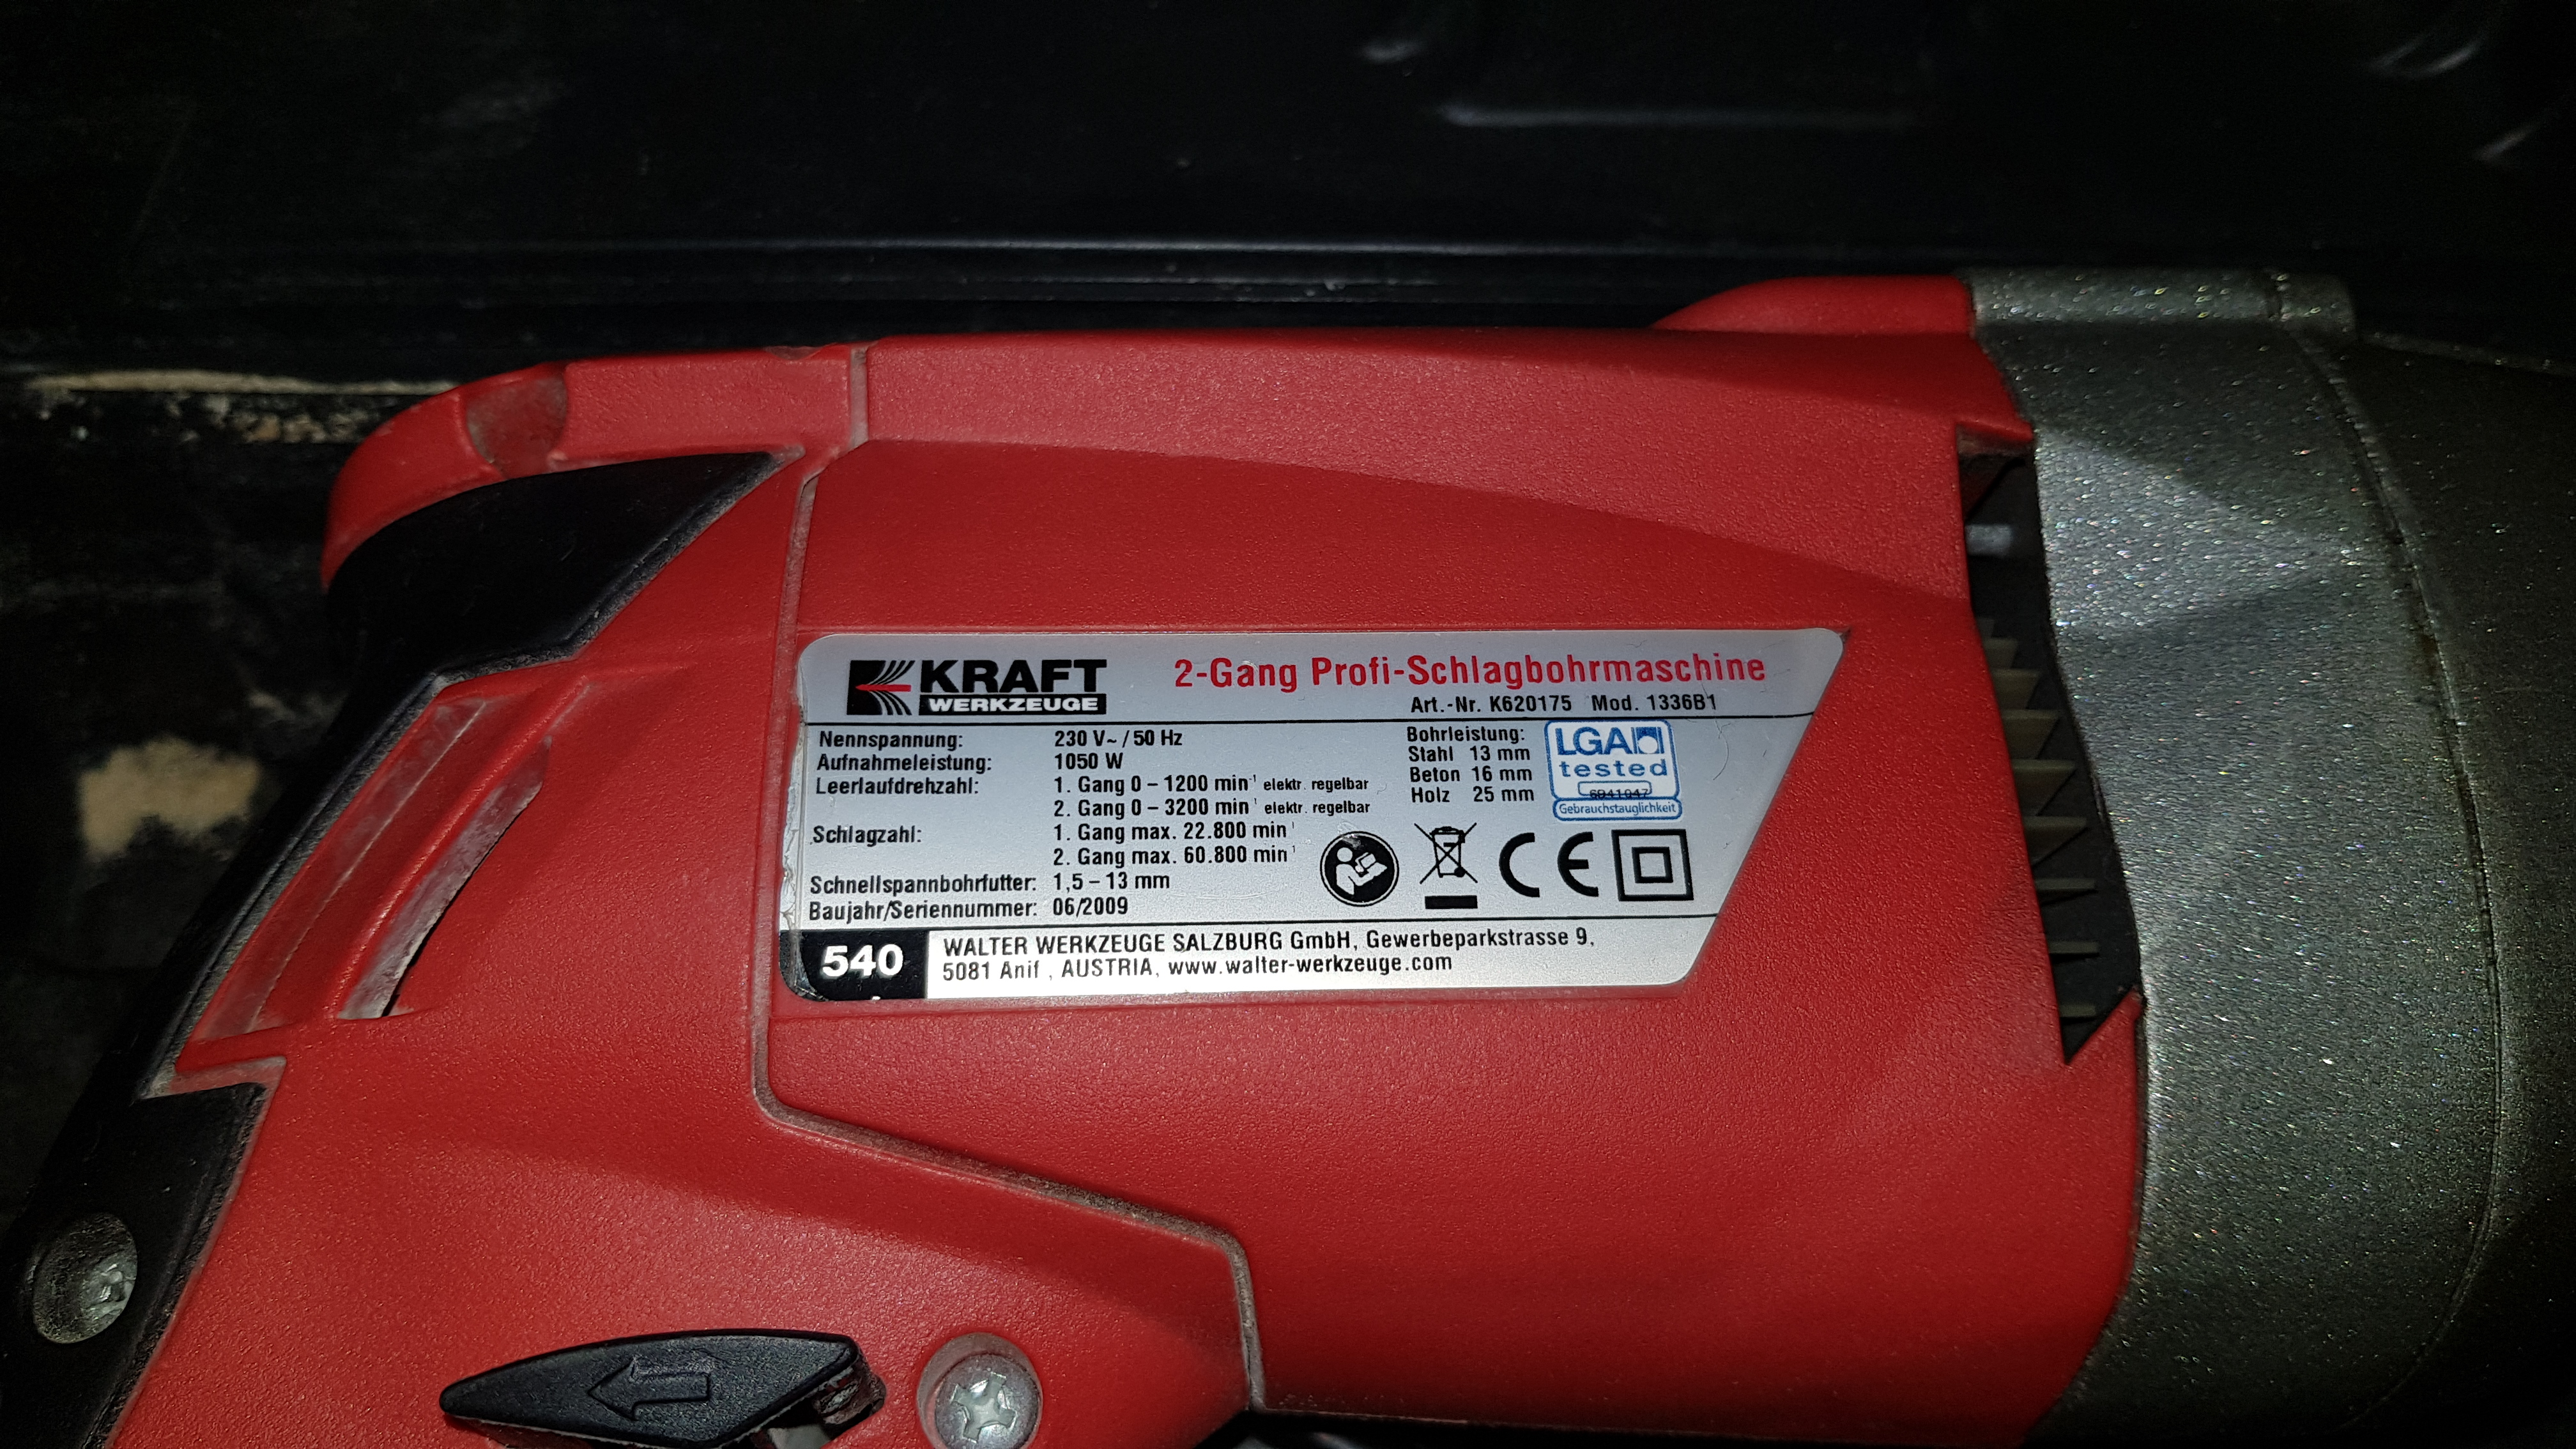 KRAFT
WERKZEUGE
2-Gang Profi-Schlagbohrmaschine
Art.-Nr. K620175 Mod. 1336B1
Nennspannung: 230 V~ / 50 Hz
Aufnahmeleistung: 1050 W
Leerlaufdrehzahl: 1. Gang 0 – 1200 min⁻¹ elektr. regelbar
2. Gang 0 – 3200 min⁻¹ elektr. regelbar
Schlagzahl: 1. Gang max. 22.800 min⁻¹
2. Gang max. 60.800 min⁻¹
Schnellspannbohrfutter: 1,5 – 13 mm
Baujahr/Seriennummer: 06/2009
Bohrleistung:
Stahl 13 mm
Beton 16 mm
Holz 25 mm
LGA
tested
Gebrauchstauglichkeit
CE
540
WALTER WERKZEUGE SALZBURG GmbH, Gewerbeparkstrasse 9,
5081 Anif , AUSTRIA, www.walter-werkzeuge.com